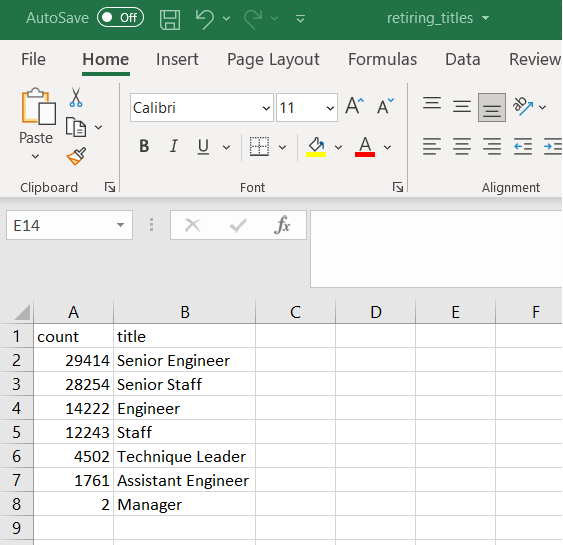 AutoSave Off retiring_titles
File Home Insert Page Layout Formulas Data Review
Calibri 11 A A
Paste B I U A
Clipboard Font Alignment
E14 fx
A B C D E F
1 count title
2 29414 Senior Engineer
3 28254 Senior Staff
4 14222 Engineer
5 12243 Staff
6 4502 Technique Leader
7 1761 Assistant Engineer
8 2 Manager
9